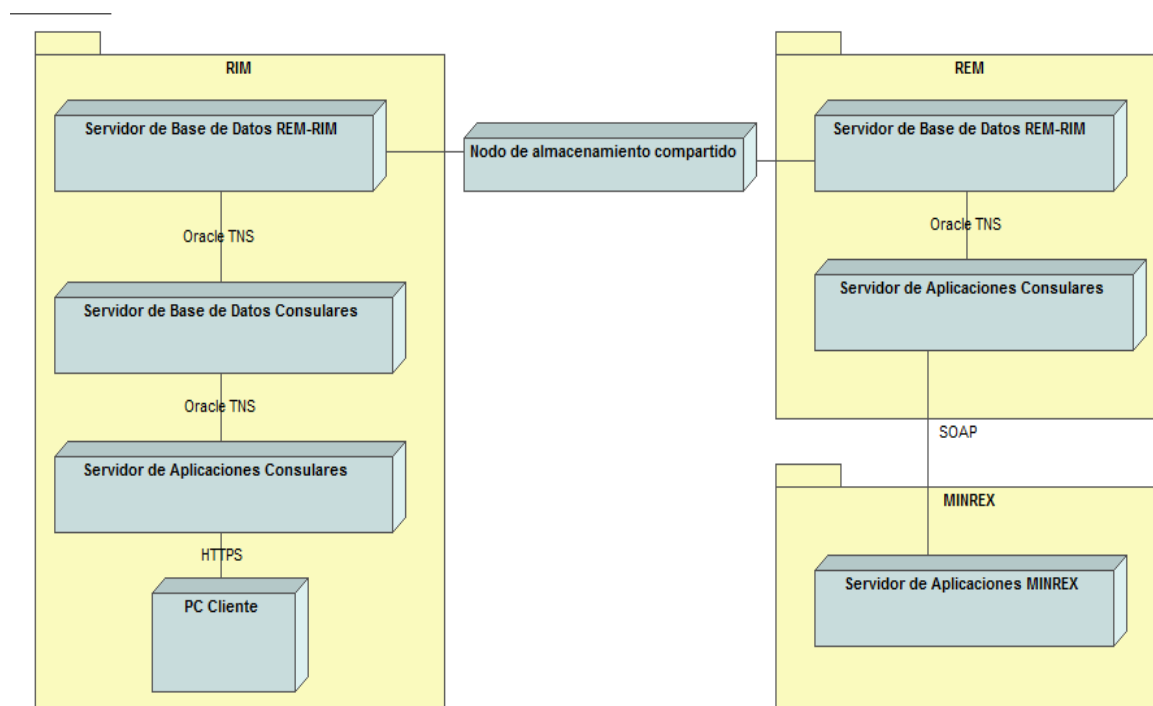 RIM
Servidor de Base de Datos REM-RIM
Oracle TNS
Servidor de Base de Datos Consulares
Oracle TNS
Servidor de Aplicaciones Consulares
HTTPS
PC Cliente
Nodo de almacenamiento compartido
REM
Servidor de Base de Datos REM-RIM
Oracle TNS
Servidor de Aplicaciones Consulares
SOAP
MINREX
Servidor de Aplicaciones MINREX